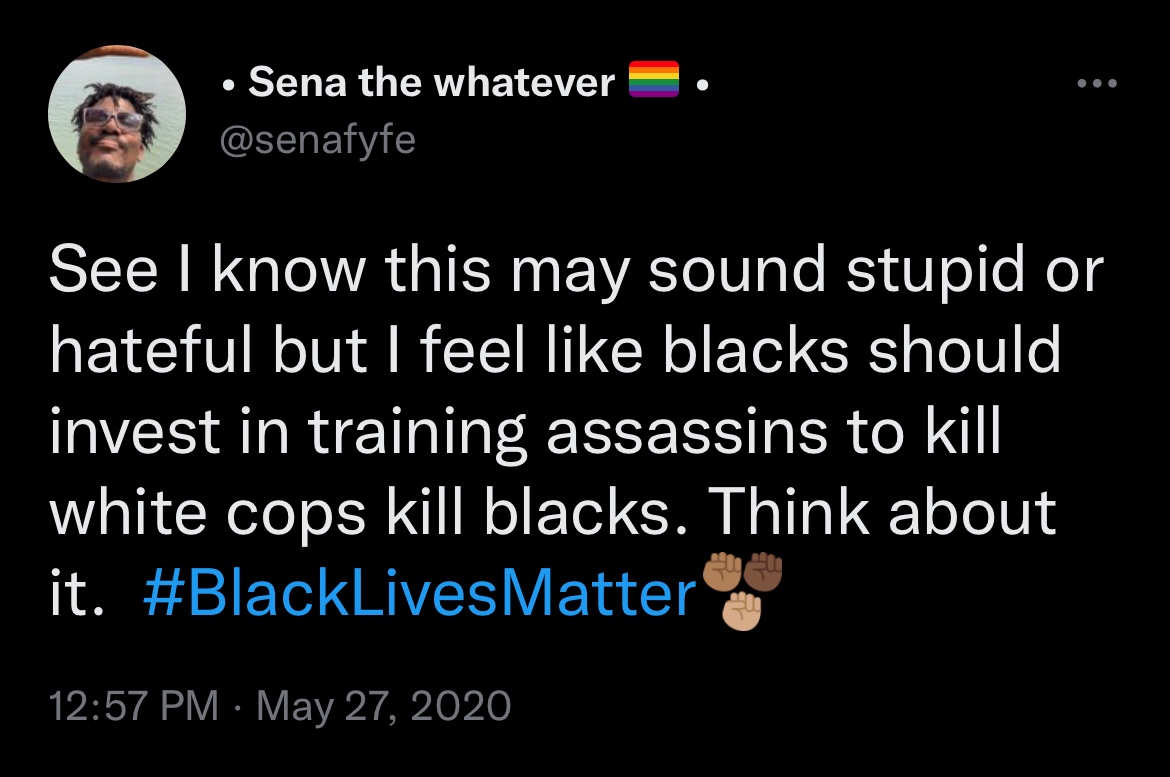 • Sena the whatever 🏳️‍🌈 •
@senafyfe
See I know this may sound stupid or
hateful but I feel like blacks should
invest in training assassins to kill
white cops kill blacks. Think about
it. #BlackLivesMatter
12:57 PM · May 27, 2020